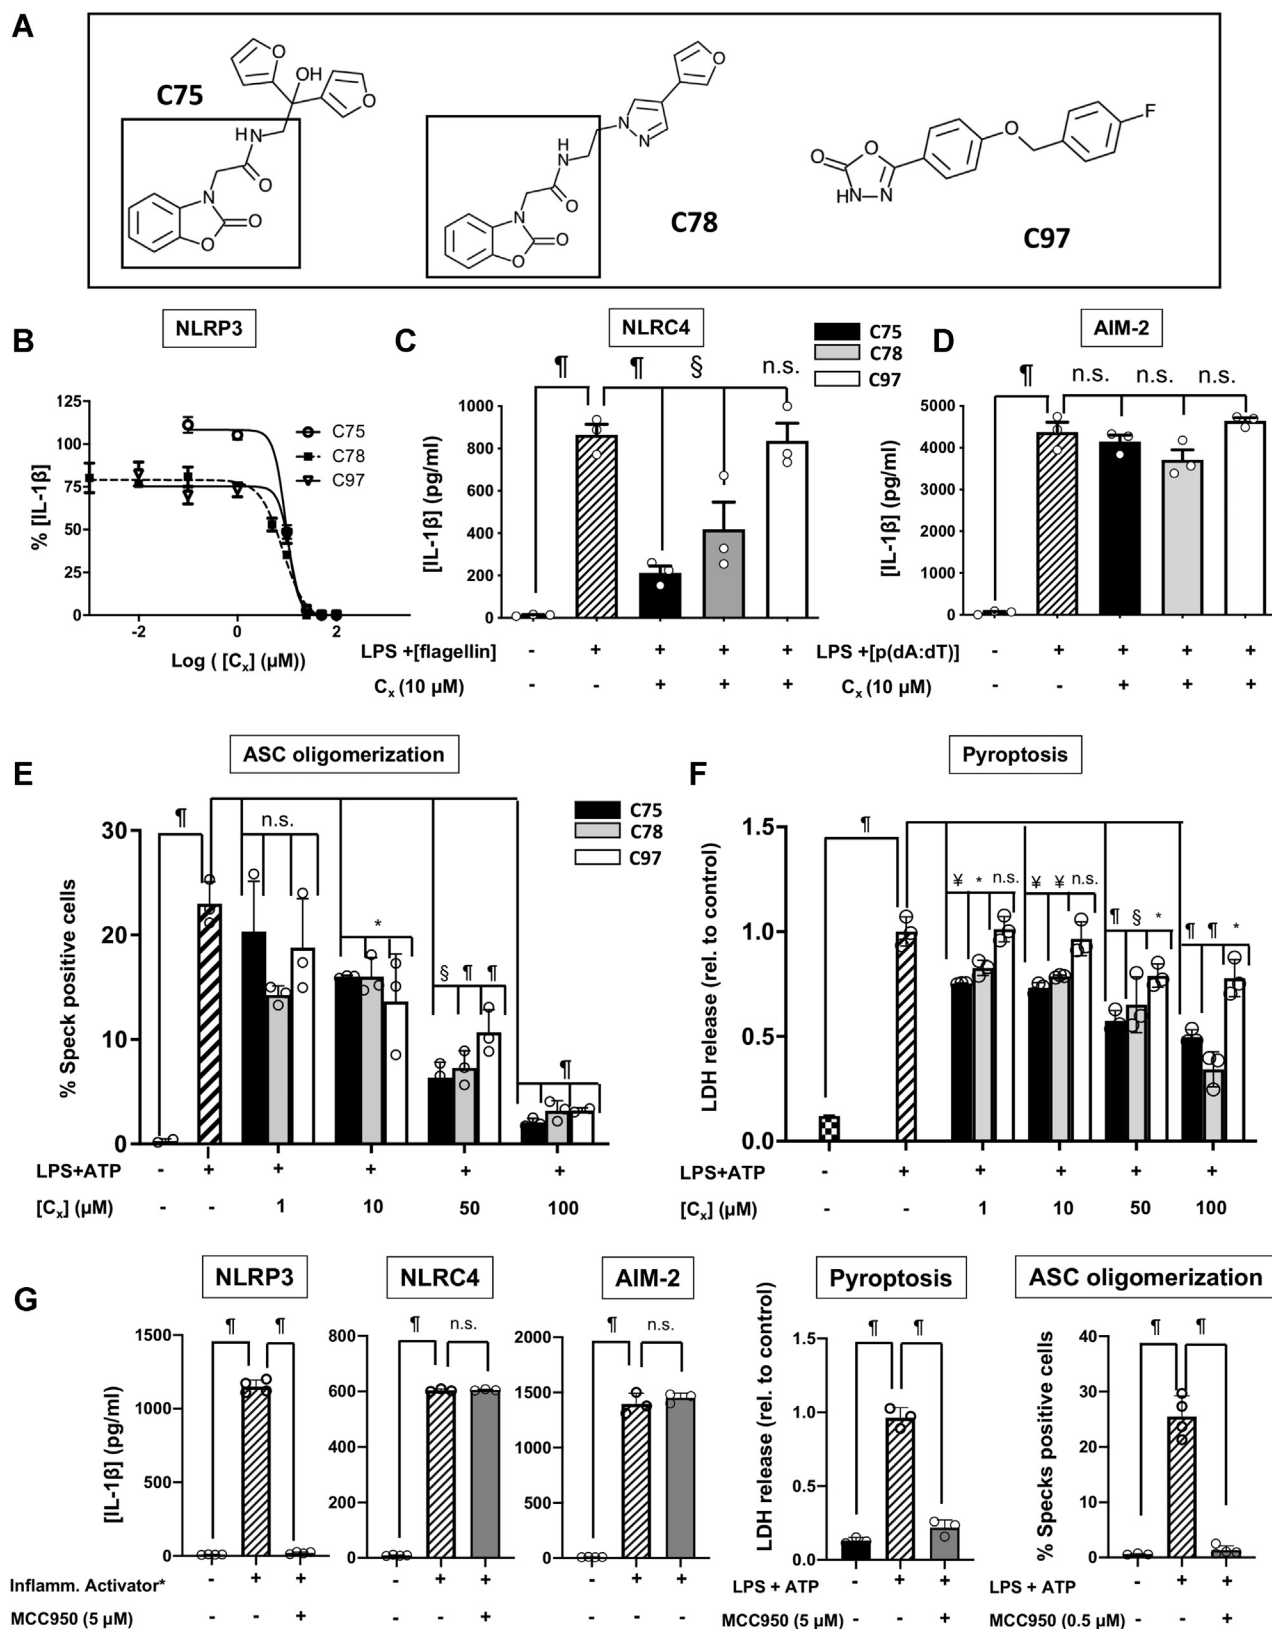 A
C75
OH
O
O
HN
O
N
O
O
C78
O
N
N
H
N
O
N
O
O
C97
O
O
HN
N
O
F
B
NLRP3
% [IL-1β]
125
100
75
50
25
0
-2
0
2
Log ( [Cx] (µM))
C75
C78
C97
C
NLRC4
C75
C78
C97
¶
¶
§
n.s.
[IL-1β] (pg/ml)
1000
800
600
400
200
0
LPS +[flagellin] - + + + +
Cx (10 µM) - - + + +
D
AIM-2
¶
n.s.
n.s.
n.s.
[IL-1β] (pg/ml)
5000
4000
3000
2000
1000
0
LPS +[p(dA:dT)] - + + + +
Cx (10 µM) - - + + +
E
ASC oligomerization
C75
C78
C97
¶
n.s.
*
§ ¶ ¶
¶
% Speck positive cells
30
20
10
0
LPS+ATP - + + + + +
[Cx] (µM) - - 1 10 50 100
F
Pyroptosis
¶
¥ * n.s.
¥ ¥ n.s.
¶ § *
¶ ¶ *
LDH release (rel. to control)
1.5
1.0
0.5
0.0
LPS+ATP - + + + + +
[Cx] (µM) - - 1 10 50 100
G
NLRP3
¶ ¶
[IL-1β] (pg/ml)
1500
1000
500
0
NLRC4
¶ n.s.
800
600
400
200
0
AIM-2
¶ n.s.
2000
1500
1000
500
0
Inflamm. Activator* - + + - + + - + +
MCC950 (5 µM) - - + - - + - - -
Pyroptosis
¶ ¶
LDH release (rel. to control)
1.5
1.0
0.5
0.0
LPS + ATP - + +
MCC950 (5 µM) - - +
ASC oligomerization
¶ ¶
% Specks positive cells
40
30
20
10
0
LPS + ATP - + +
MCC950 (0.5 µM) - - +